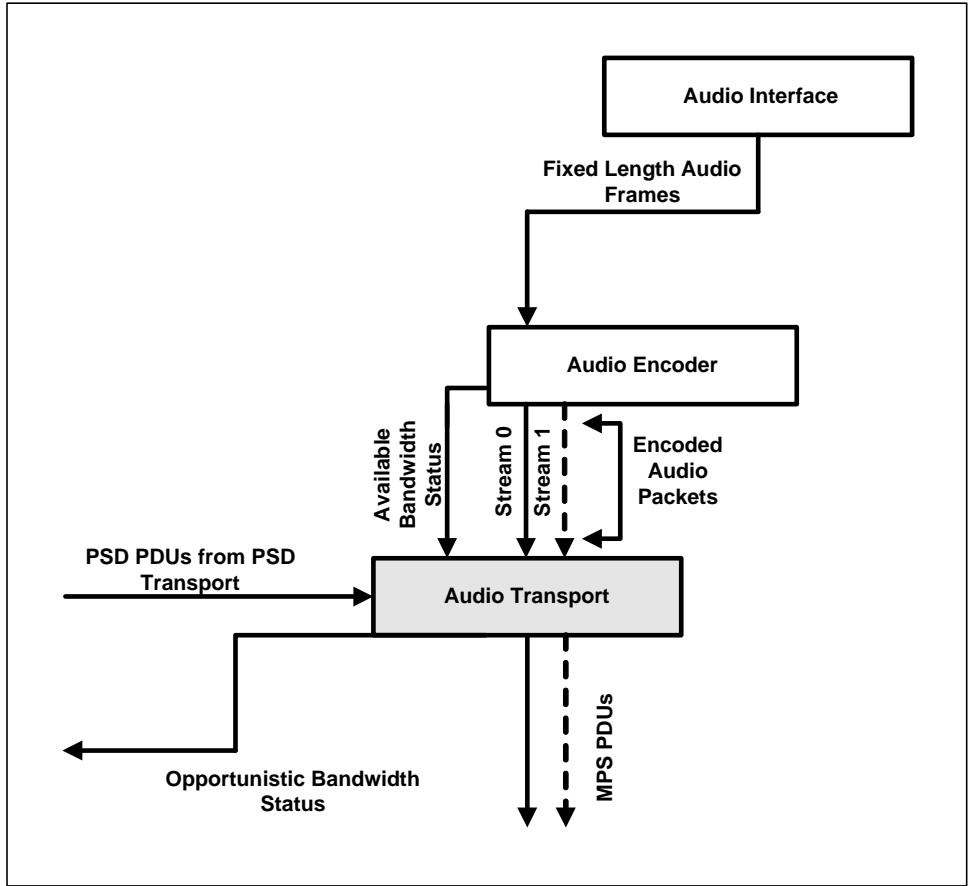 Audio Interface
Fixed Length Audio
Frames
Audio Encoder
Available
Bandwidth
Status
Stream 0
Stream 1
Encoded
Audio
Packets
PSD PDUs from PSD
Transport
Audio Transport
MPS PDUs
Opportunistic Bandwidth
Status